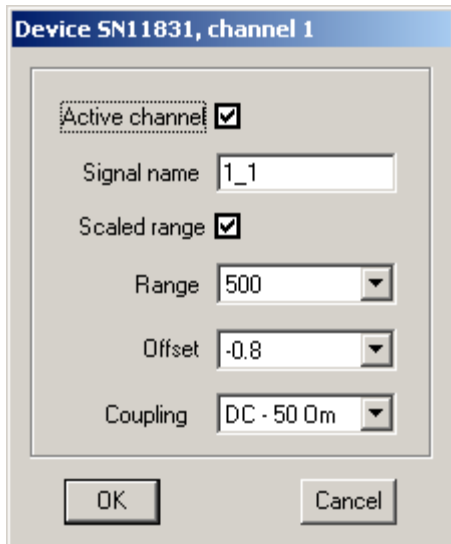 Device SN11831, channel 1
Active channel
Signal name 1_1
Scaled range
Range 500
Offset -0.8
Coupling DC - 50 Om
OK Cancel